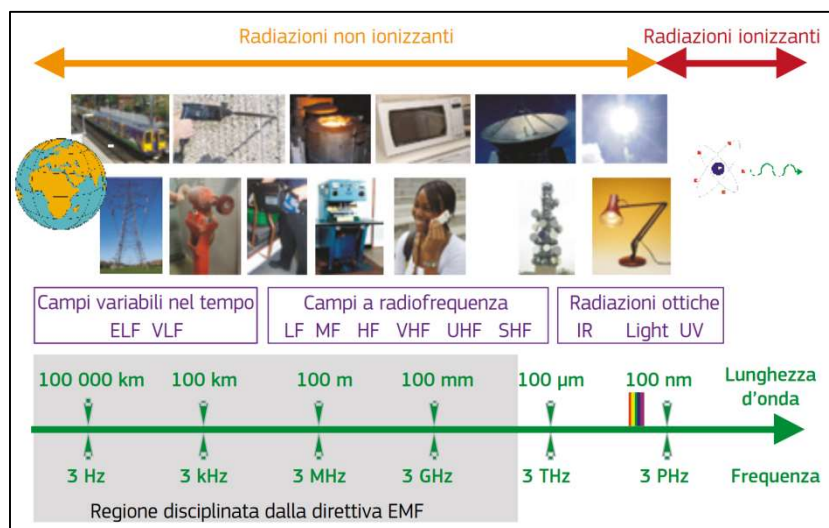 Radiazioni non ionizzanti
Radiazioni ionizzanti
Campi variabili nel tempo
ELF VLF
Campi a radiofrequenza
LF MF HF VHF UHF SHF
Radiazioni ottiche
IR Light UV
100 000 km 100 km 100 m 100 mm 100 µm 100 nm
Lunghezza
d'onda
3 Hz 3 kHz 3 MHz 3 GHz 3 THz 3 PHz Frequenza
Regione disciplinata dalla direttiva EMF